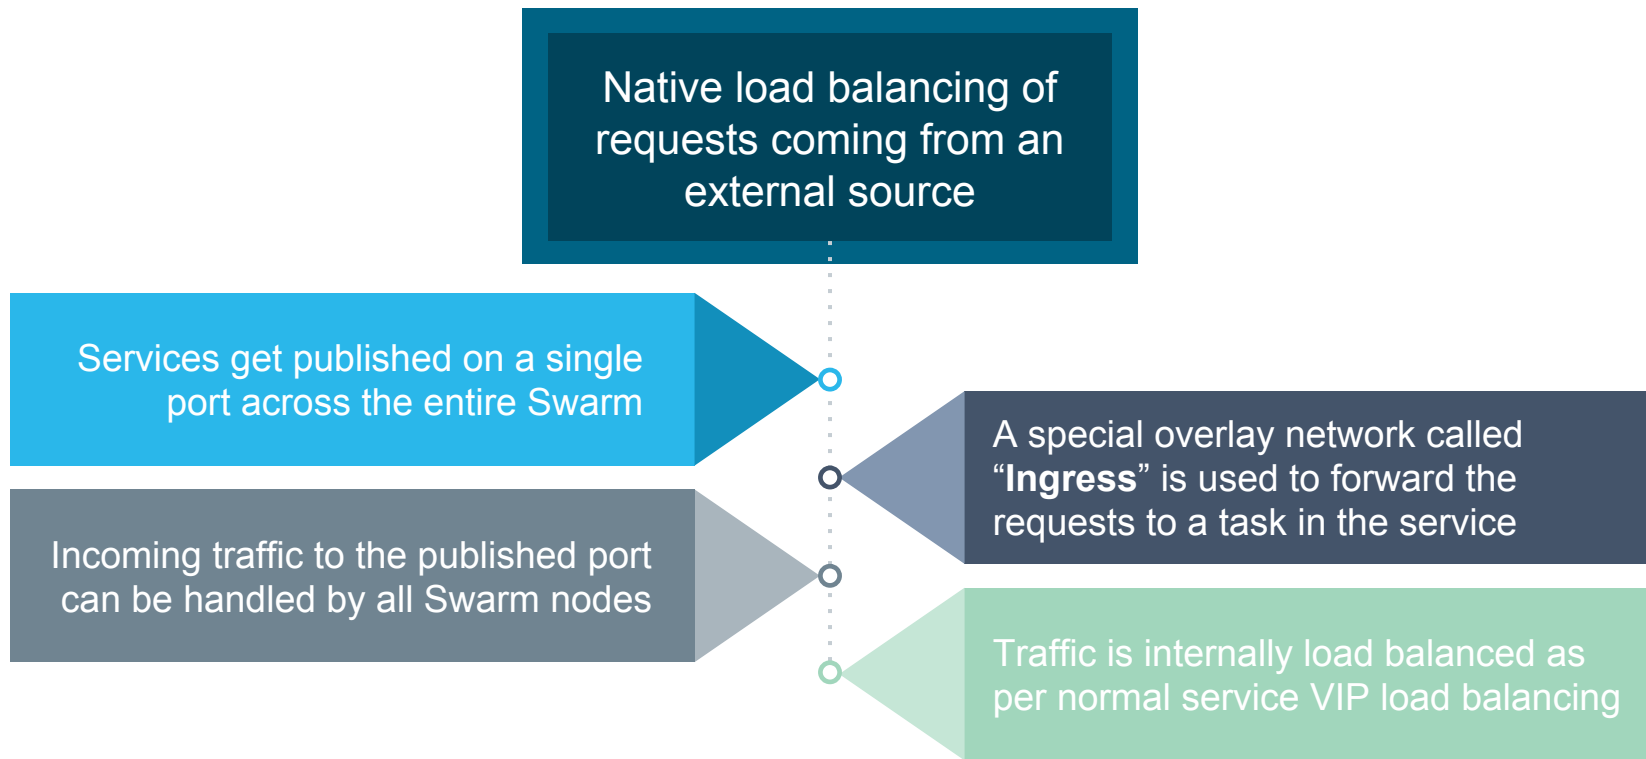 Native load balancing of
requests coming from an
external source
Services get published on a single
port across the entire Swarm
A special overlay network called
“Ingress” is used to forward the
requests to a task in the service
Incoming traffic to the published port
can be handled by all Swarm nodes
Traffic is internally load balanced as
per normal service VIP load balancing